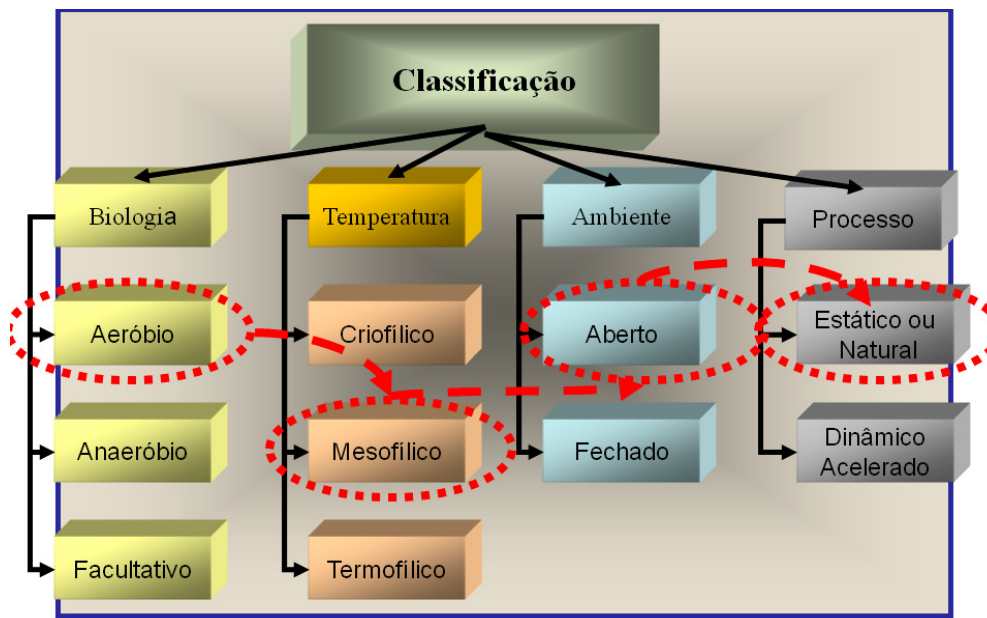 Classificação
Biologia
Temperatura
Ambiente
Processo
Aeróbio
Criofílico
Aberto
Estático ou
Natural
Anaeróbio
Mesofílico
Fechado
Dinâmico
Acelerado
Facultativo
Termofílico